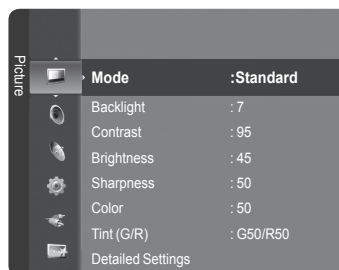 Picture
Mode :Standard
Backlight : 7
Contrast : 95
Brightness : 45
Sharpness : 50
Color : 50
Tint (G/R) : G50/R50
Detailed Settings